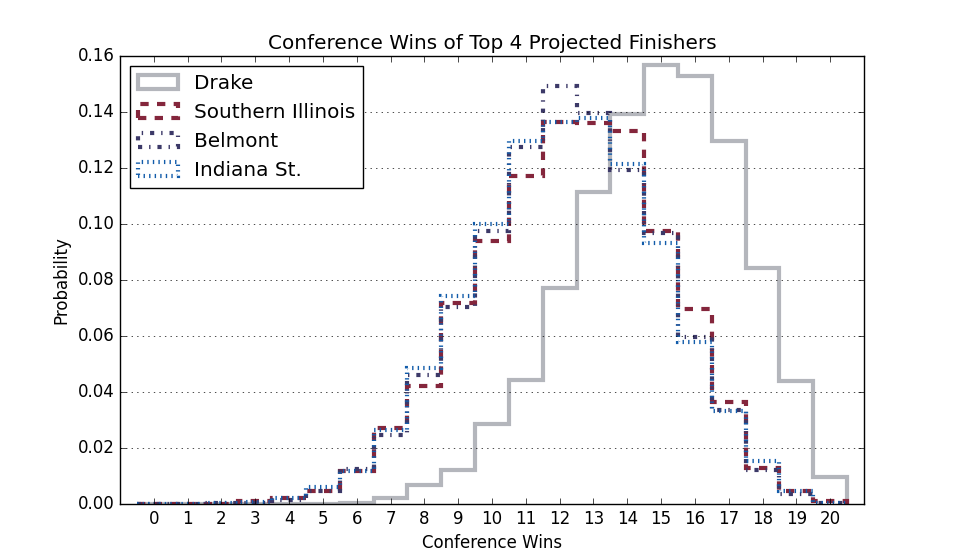 Conference Wins of Top 4 Projected Finishers
Drake
Southern Illinois
Belmont
Indiana St.
0.16
0.14
0.12
0.10
0.08
0.06
0.04
0.02
0.00
Probability
0 1 2 3 4 5 6 7 8 9 10 11 12 13 14 15 16 17 18 19 20
Conference Wins